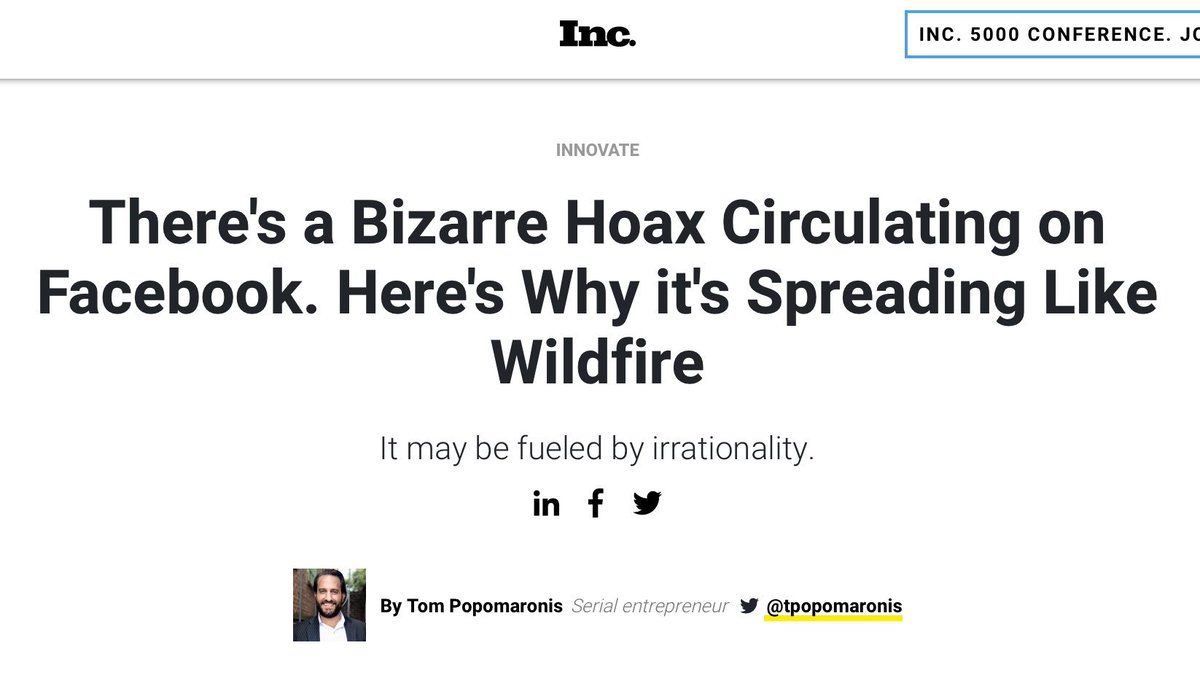 Inc.
INC. 5000 CONFERENCE. JO
INNOVATE
There's a Bizarre Hoax Circulating on
Facebook. Here's Why it's Spreading Like
Wildfire
It may be fueled by irrationality.
in f
By Tom Popomaronis Serial entrepreneur @tpopomaronis